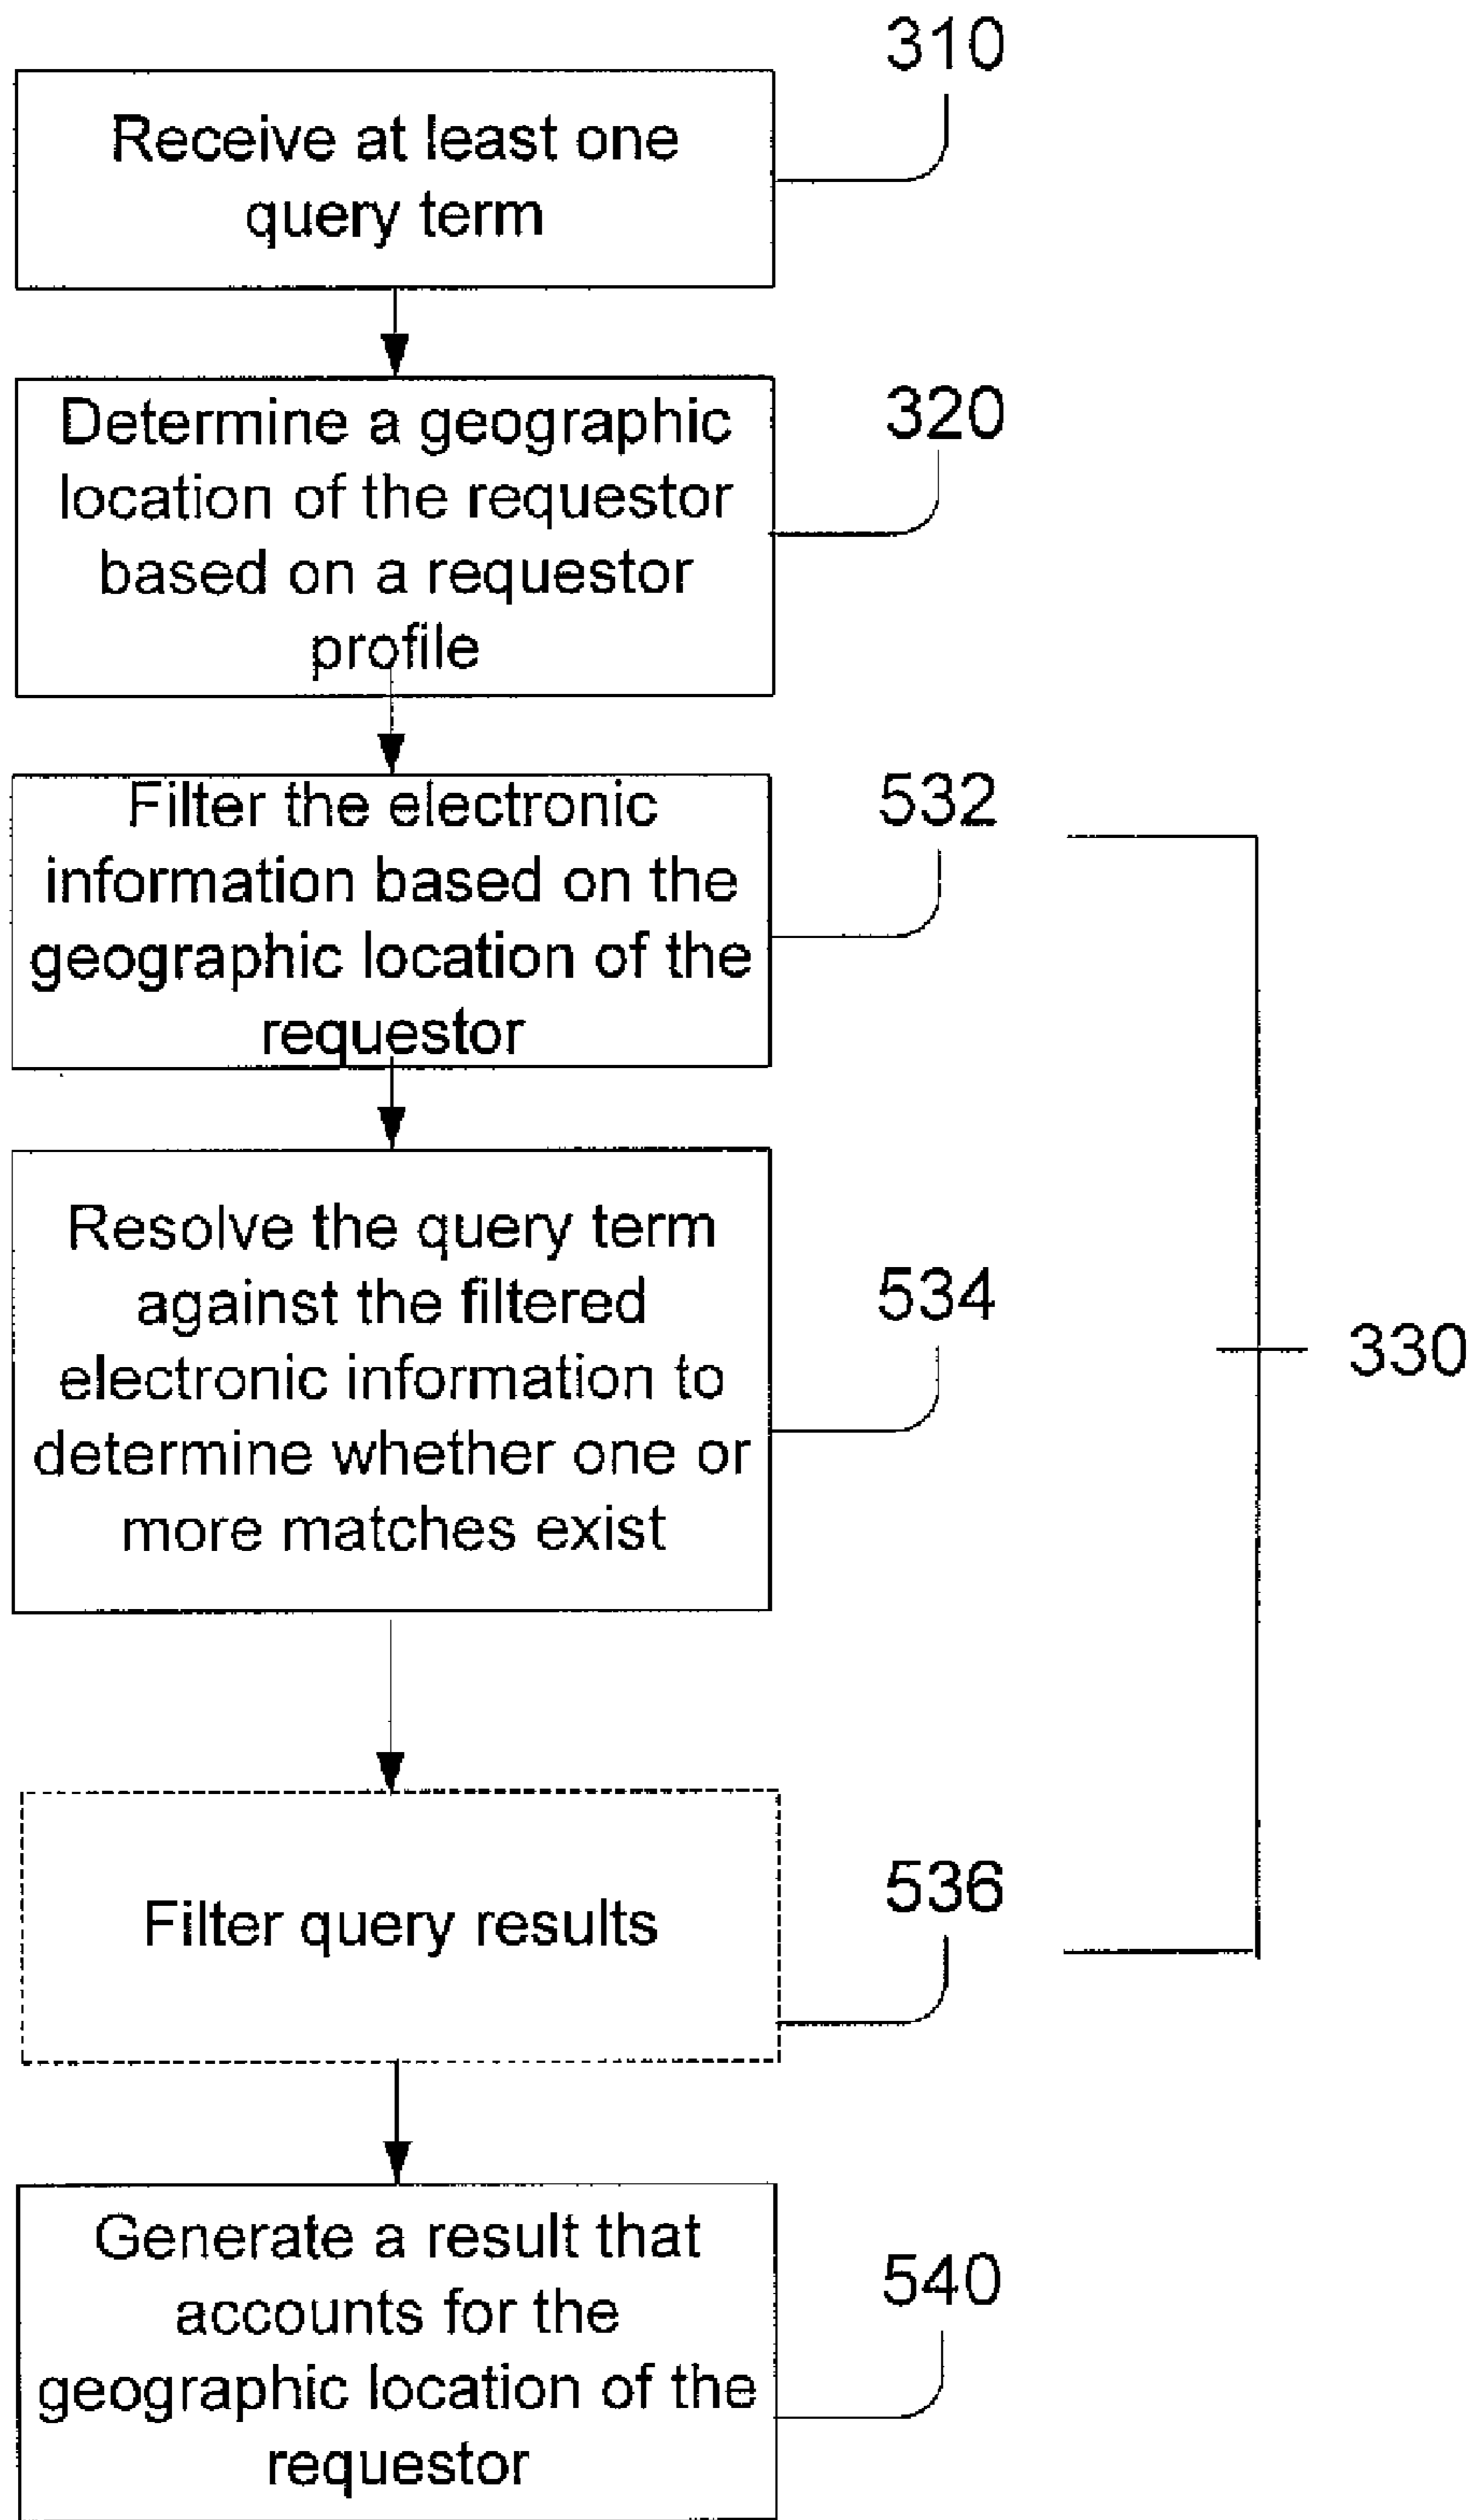 310
Receive at least one
query term
320
Determine a geographic
location of the requestor
based on a requestor
profile
532
Filter the electronic
information based on the
geographic location of the
requestor
534
Resolve the query term
against the filtered
electronic information to
determine whether one or
more matches exist
330
536
Filter query results
540
Generate a result that
accounts for the
geographic location of the
requestor